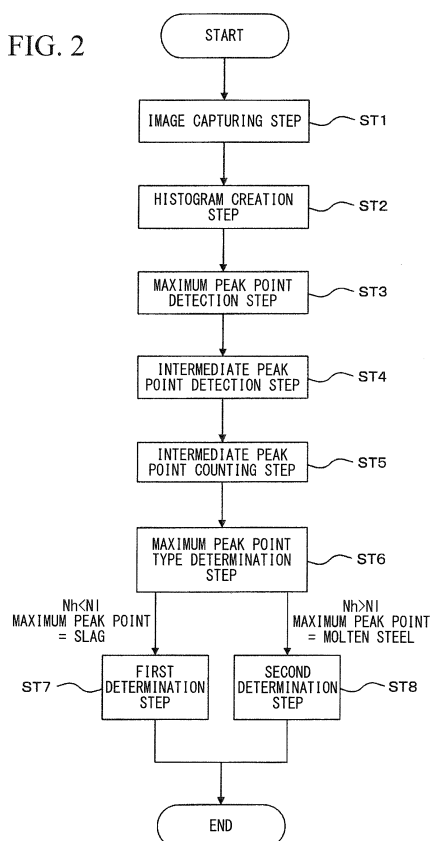 FIG. 2
START
IMAGE CAPTURING STEP
ST1
HISTOGRAM CREATION
STEP
ST2
MAXIMUM PEAK POINT
DETECTION STEP
ST3
INTERMEDIATE PEAK
POINT DETECTION STEP
ST4
INTERMEDIATE PEAK
POINT COUNTING STEP
ST5
MAXIMUM PEAK POINT
TYPE DETERMINATION
STEP
ST6
Nh<Nl
MAXIMUM PEAK POINT
= SLAG
Nh>Nl
MAXIMUM PEAK POINT
= MOLTEN STEEL
ST7
FIRST
DETERMINATION
STEP
SECOND
DETERMINATION
STEP
ST8
END